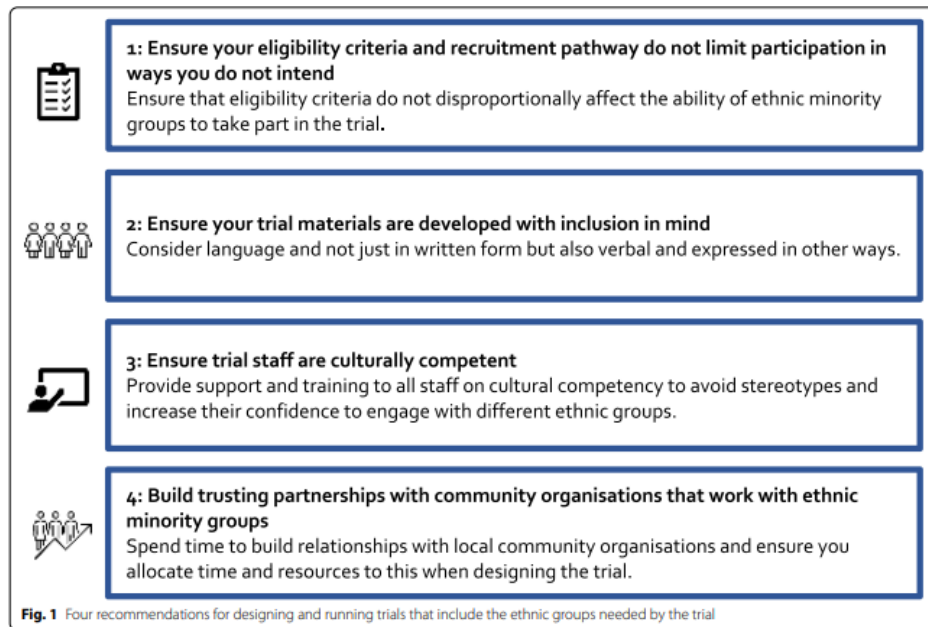 1: Ensure your eligibility criteria and recruitment pathway do not limit participation in
ways you do not intend
Ensure that eligibility criteria do not disproportionally affect the ability of ethnic minority
groups to take part in the trial.
2: Ensure your trial materials are developed with inclusion in mind
Consider language and not just in written form but also verbal and expressed in other ways.
3: Ensure trial staff are culturally competent
Provide support and training to all staff on cultural competency to avoid stereotypes and
increase their confidence to engage with different ethnic groups.
4: Build trusting partnerships with community organisations that work with ethnic
minority groups
Spend time to build relationships with local community organisations and ensure you
allocate time and resources to this when designing the trial.
Fig. 1 Four recommendations for designing and running trials that include the ethnic groups needed by the trial